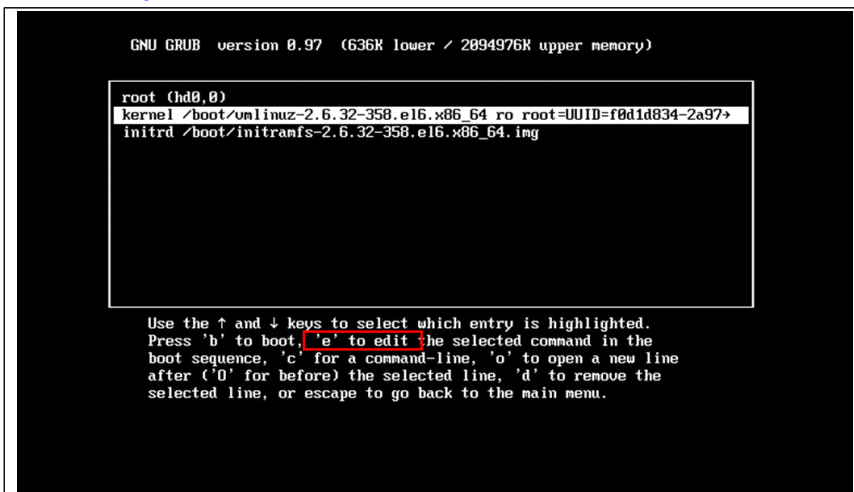 GNU GRUB version 0.97 (636K lower / 2094976K upper memory)
root (hd0,0)
kernel /boot/vmlinuz-2.6.32-358.el6.x86_64 ro root=UUID=f0d1d834-2a97→
initrd /boot/initramfs-2.6.32-358.el6.x86_64.img
Use the ↑ and ↓ keys to select which entry is highlighted.
Press 'b' to boot, 'e' to edit the selected command in the
boot sequence, 'c' for a command-line, 'o' to open a new line
after ('O' for before) the selected line, 'd' to remove the
selected line, or escape to go back to the main menu.